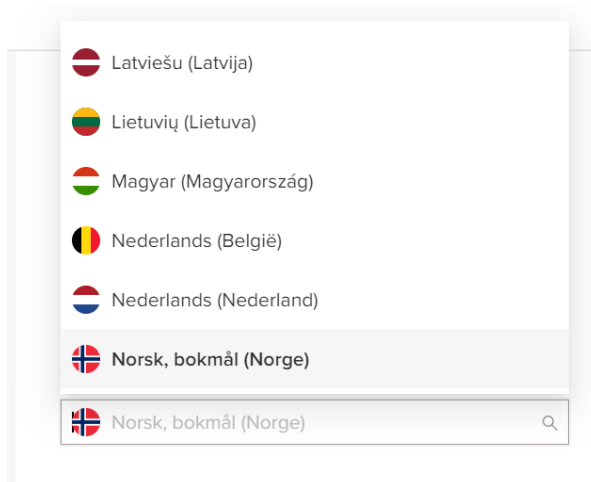 Latviešu (Latvija)
Lietuvių (Lietuva)
Magyar (Magyarország)
Nederlands (België)
Nederlands (Nederland)
Norsk, bokmål (Norge)
Norsk, bokmål (Norge)